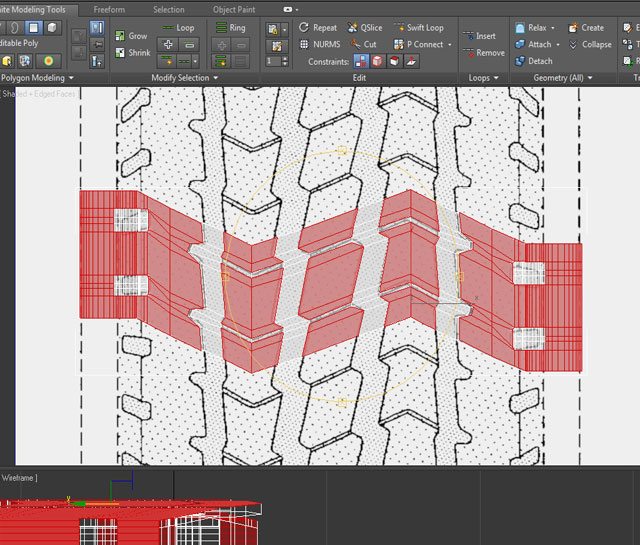 nite Modeling Tools Freeform Selection Object Paint
Loop Ring Repeat QSlice Swift Loop Relax Create
Editable Poly Grow Insert
NURMS Cut P Connect Attach Collapse
Shrink Remove
1 Constraints: Detach
Polygon Modeling Modify Selection Edit Loops Geometry (All)
Shaded + Edged Faces ]
Wireframe ]
y
x